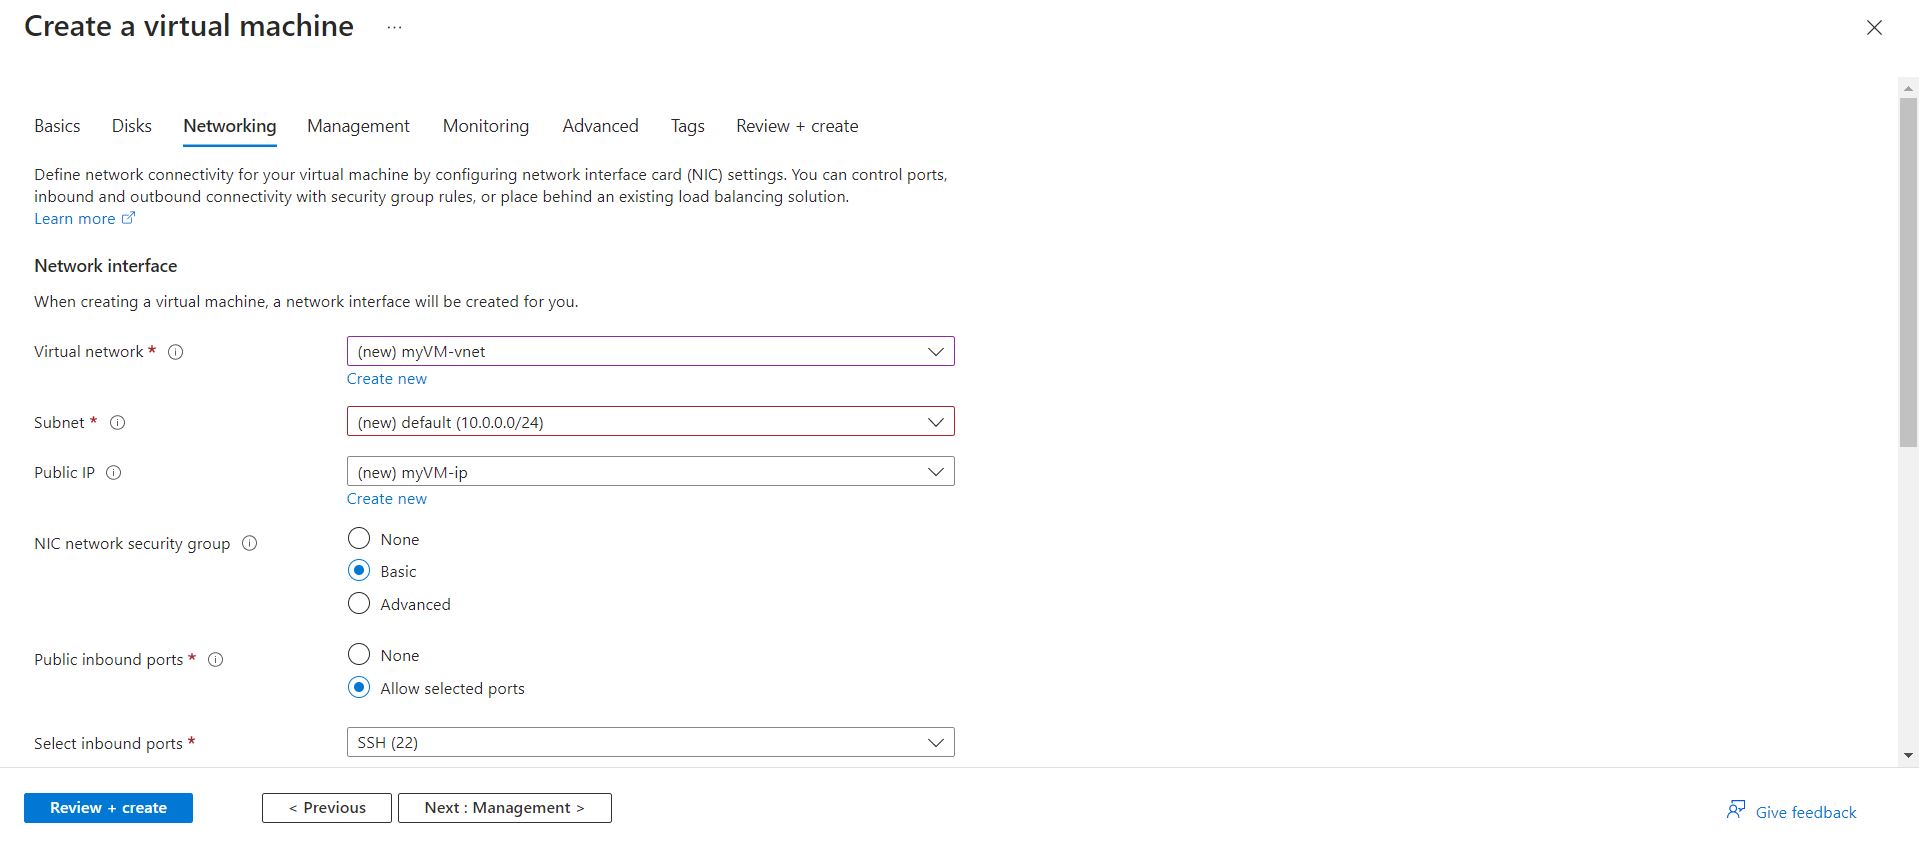 Create a virtual machine ...
Basics Disks Networking Management Monitoring Advanced Tags Review + create
Define network connectivity for your virtual machine by configuring network interface card (NIC) settings. You can control ports,
inbound and outbound connectivity with security group rules, or place behind an existing load balancing solution.
Learn more
Network interface
When creating a virtual machine, a network interface will be created for you.
Virtual network * (new) myVM-vnet
Create new
Subnet * (new) default (10.0.0.0/24)
Public IP (new) myVM-ip
Create new
NIC network security group
None
Basic
Advanced
Public inbound ports *
None
Allow selected ports
Select inbound ports * SSH (22)
Review + create < Previous Next : Management > Give feedback